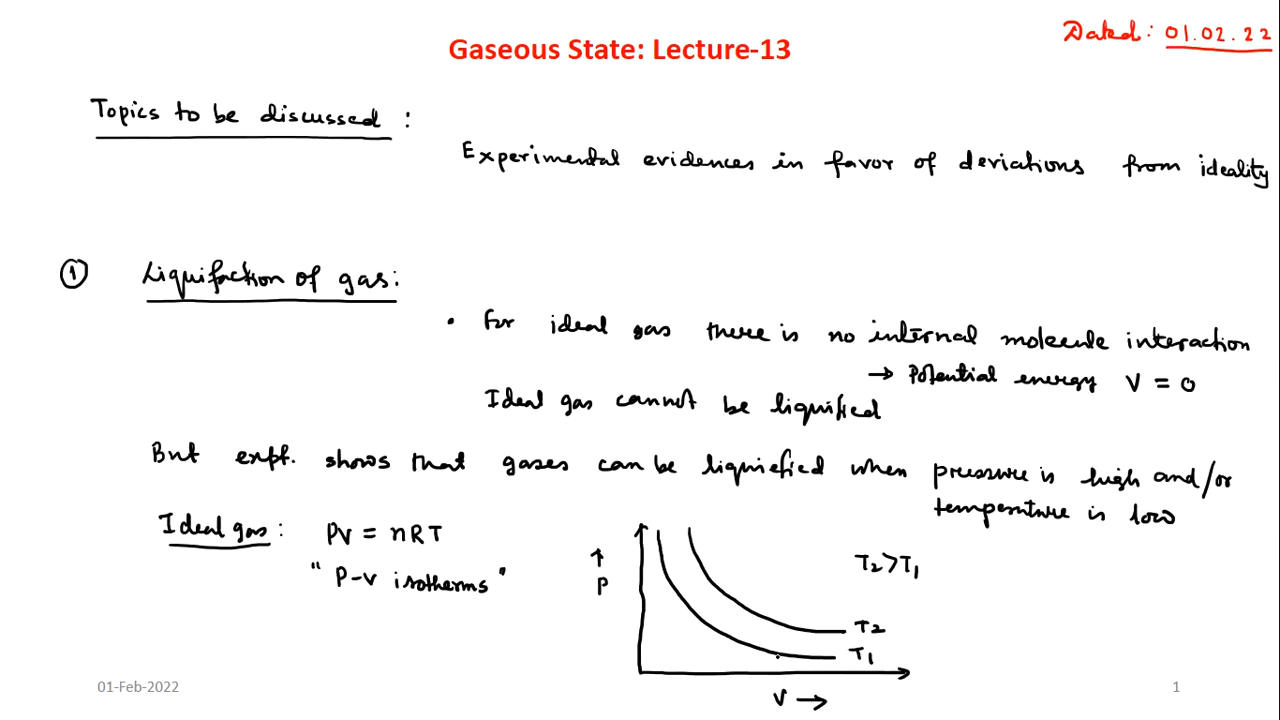 Gaseous State: Lecture-13
Dated: 01.02.22
Topics to be discussed :
Experimental evidences in favor of deviations from ideality
① Liquifaction of gas:
• For ideal gas there is no internal molecule interaction
→ Potential energy V = 0
Ideal gas cannot be liquified
But expt. shows that gases can be liquiefied when pressure is high and/or
temperature is low
Ideal gas : PV = nRT
"P-V isotherms"
↑
P
T2>T1
T2
T1
V →
01-Feb-2022
1